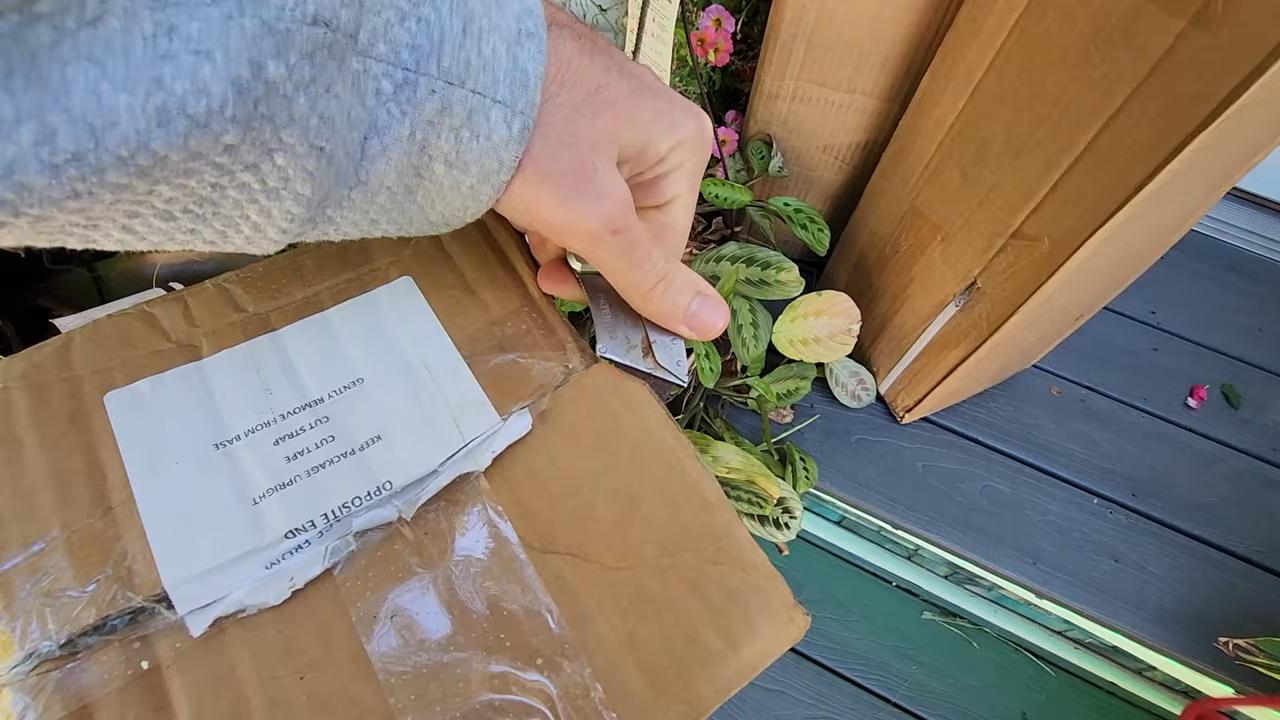 OPPOSITE END
KEEP PACKAGE UPRIGHT
CUT TAPE
CUT STRAP
GENTLY REMOVE FROM BASE